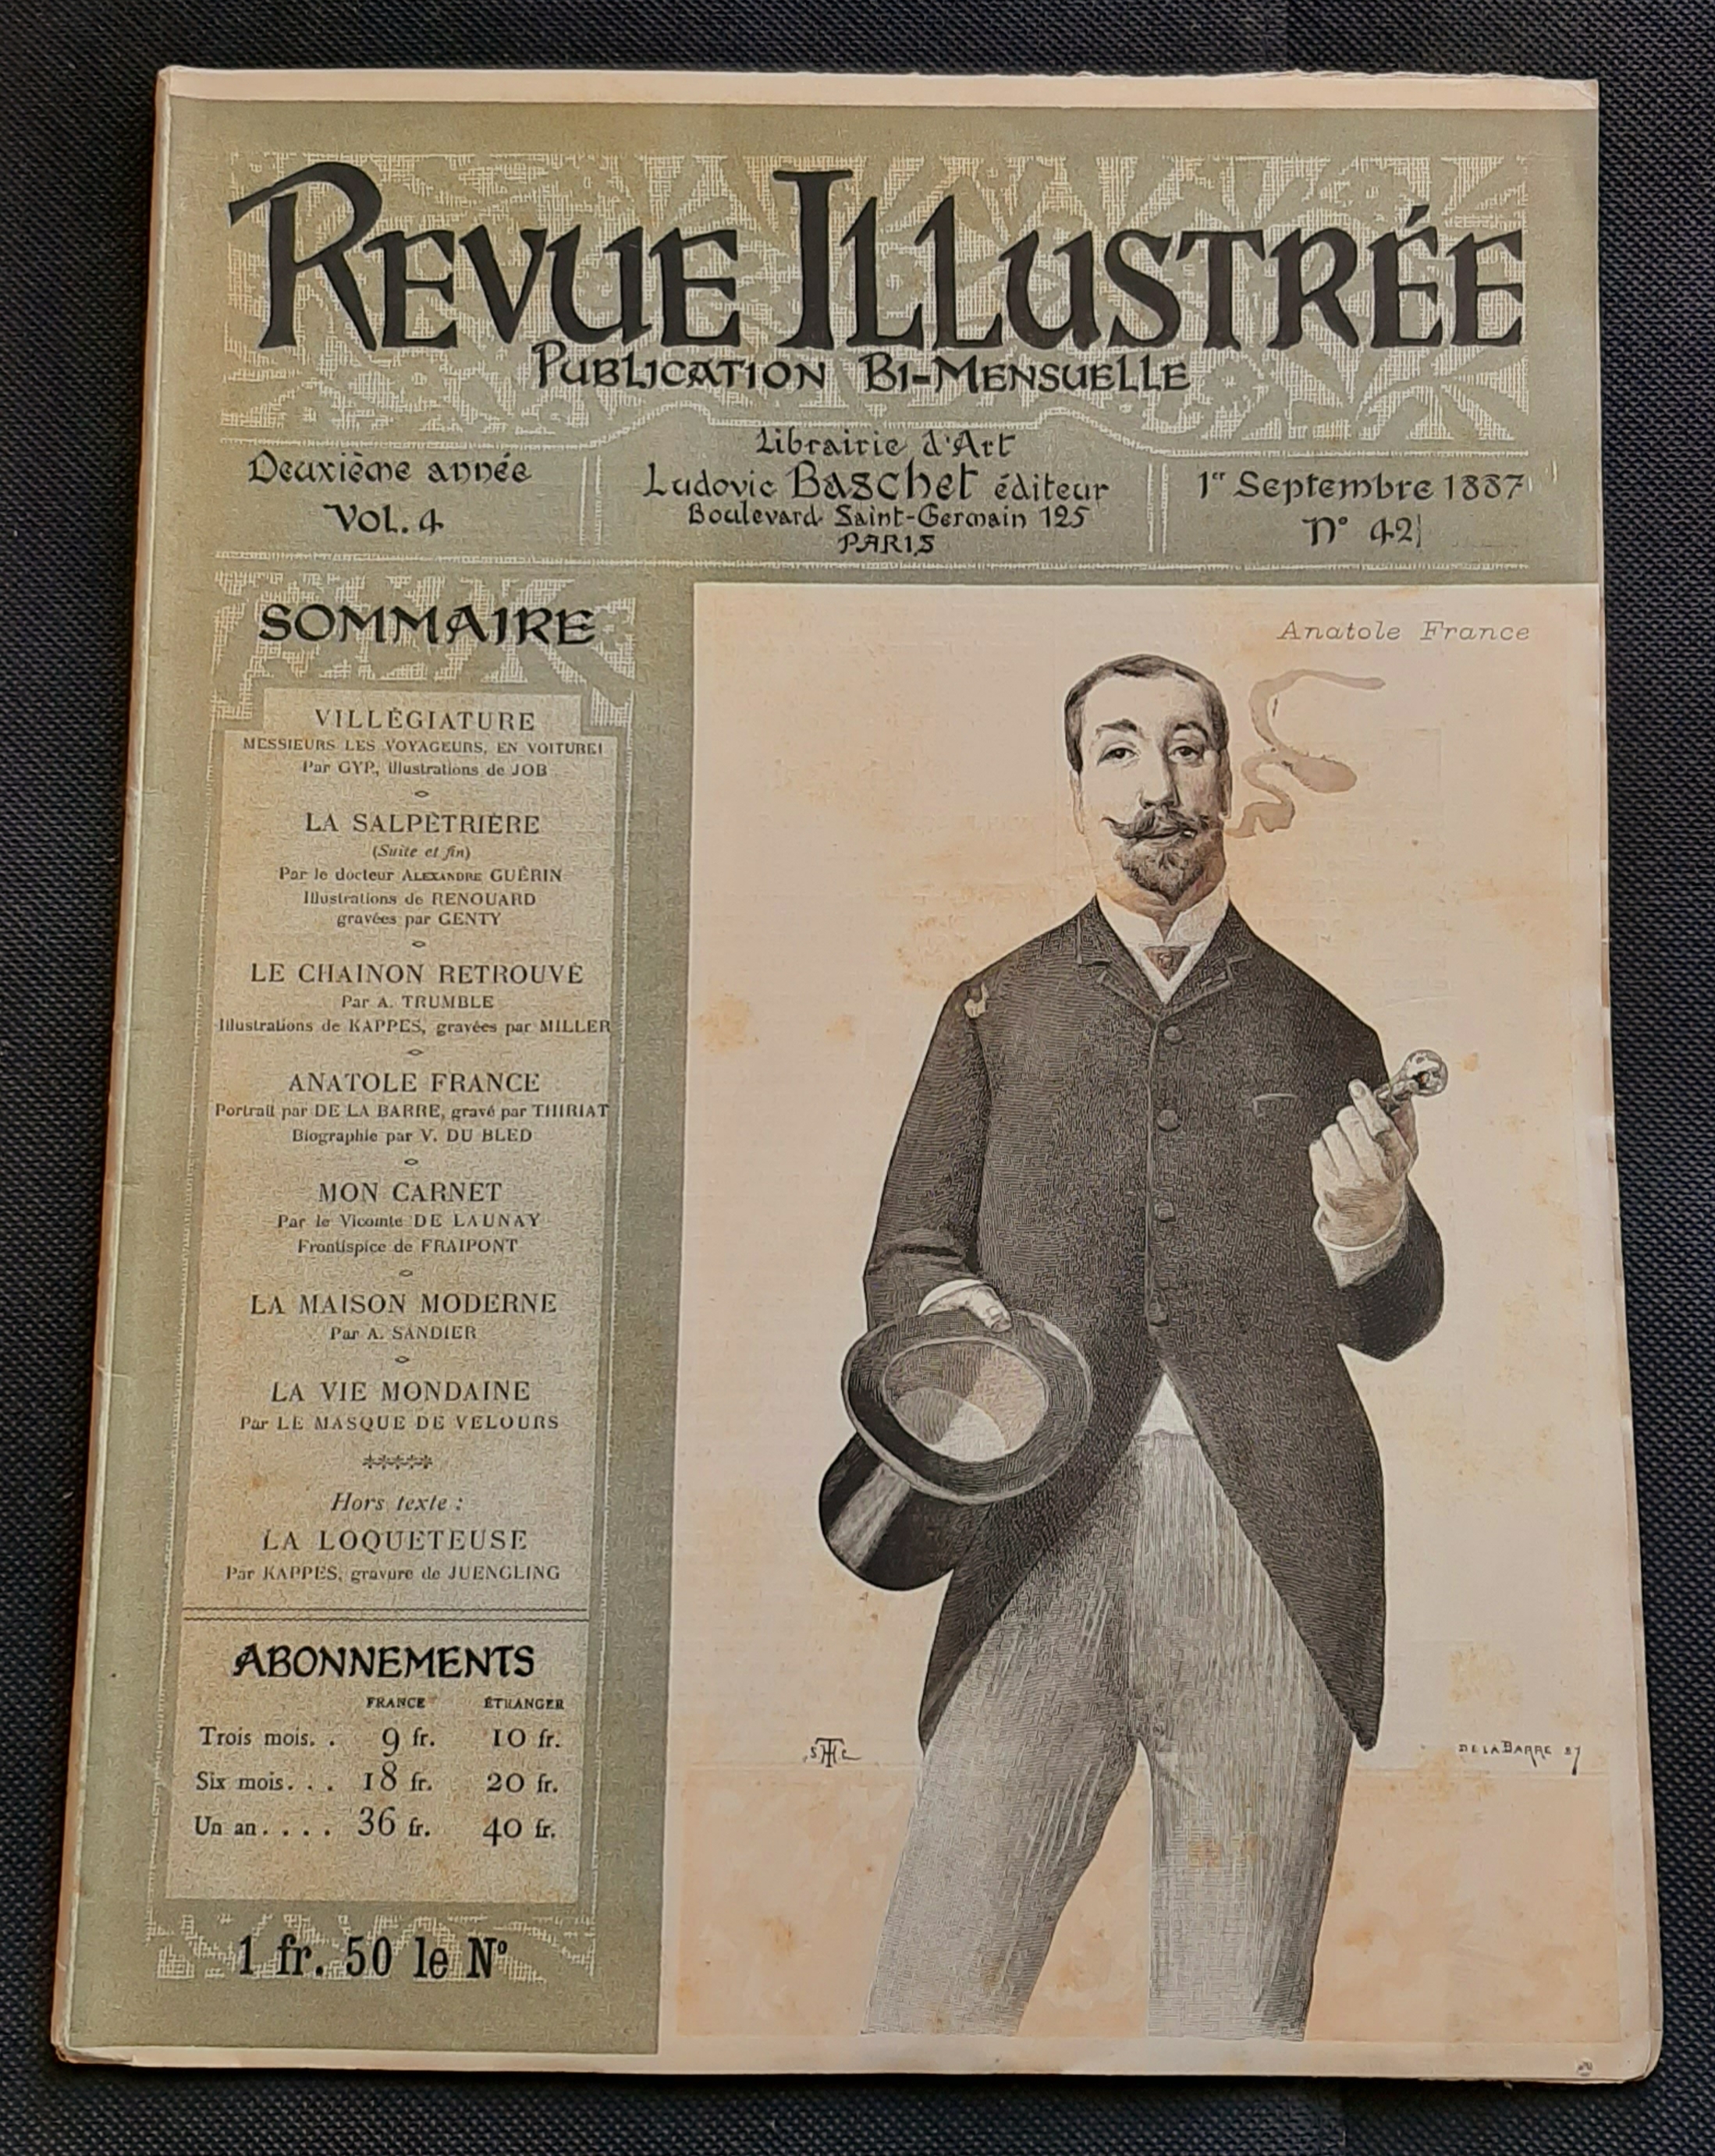 REVUE ILLUSTRÉE
PUBLICATION BI-MENSUELLE
Deuxième année
Vol. 4
Librairie d'Art
Ludovic Baschet éditeur
Boulevard Saint-Germain 125
PARIS
1er Septembre 1887
N° 42
SOMMAIRE
VILLÉGIATURE
MESSIEURS LES VOYAGEURS, EN VOITURE!
Par GYP, illustrations de JOB
LA SALPÊTRIÈRE
(Suite et fin)
Par le docteur ALEXANDRE GUÉRIN
Illustrations de RENOUARD
gravées par GENTY
LE CHAINON RETROUVÉ
Par A. TRUMBLE
Illustrations de KAPPES, gravées par MILLER
ANATOLE FRANCE
Portrait par DE LA BARRE, gravé par THIRIAT
Biographie par V. DU BLED
MON CARNET
Par le Vicomte DE LAUNAY
Frontispice de FRAIPONT
LA MAISON MODERNE
Par A. SANDIER
LA VIE MONDAINE
Par LE MASQUE DE VELOURS
*****
Hors texte :
LA LOQUETEUSE
Par KAPPES, gravure de JUENGLING
ABONNEMENTS
FRANCE ÉTRANGER
Trois mois. . 9 fr. 10 fr.
Six mois. . . 18 fr. 20 fr.
Un an. . . . 36 fr. 40 fr.
1 fr. 50 le N°
Anatole France
DE LA BARRE 87